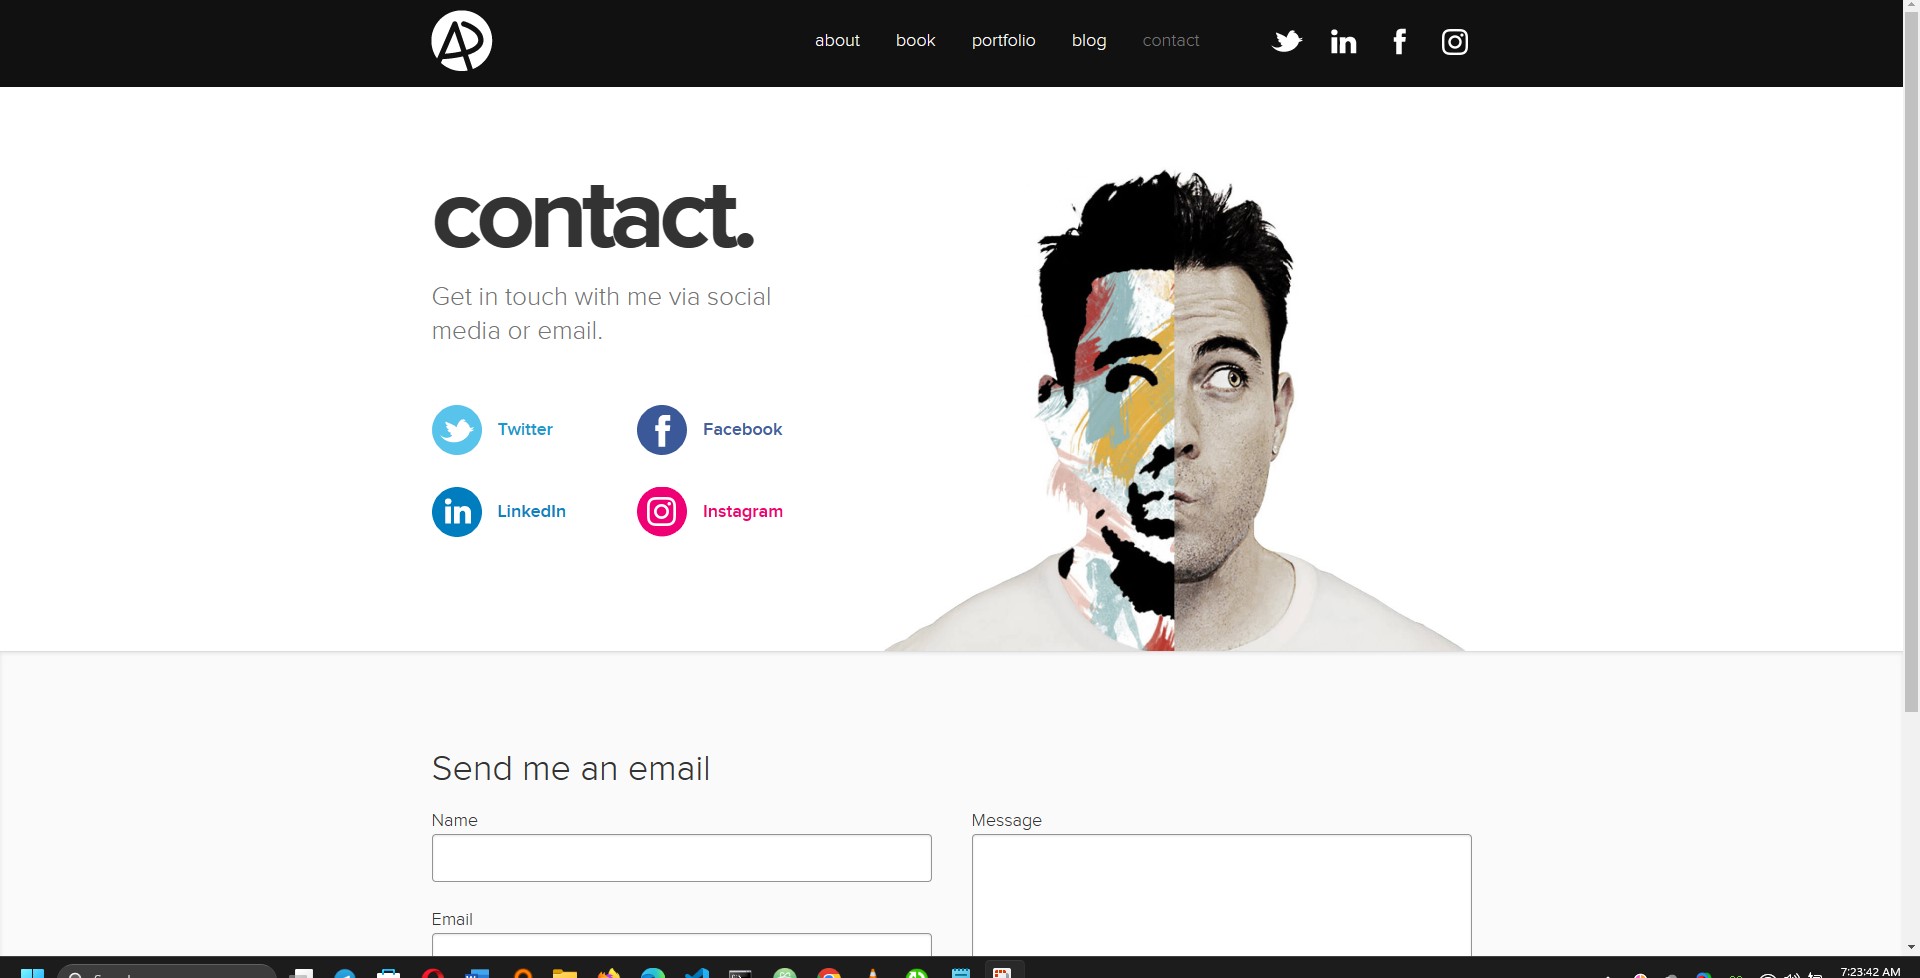 AP
about book portfolio blog contact
contact.
Get in touch with me via social
media or email.
Twitter
Facebook
LinkedIn
Instagram
Send me an email
Name
Message
Email
7:23:42 AM